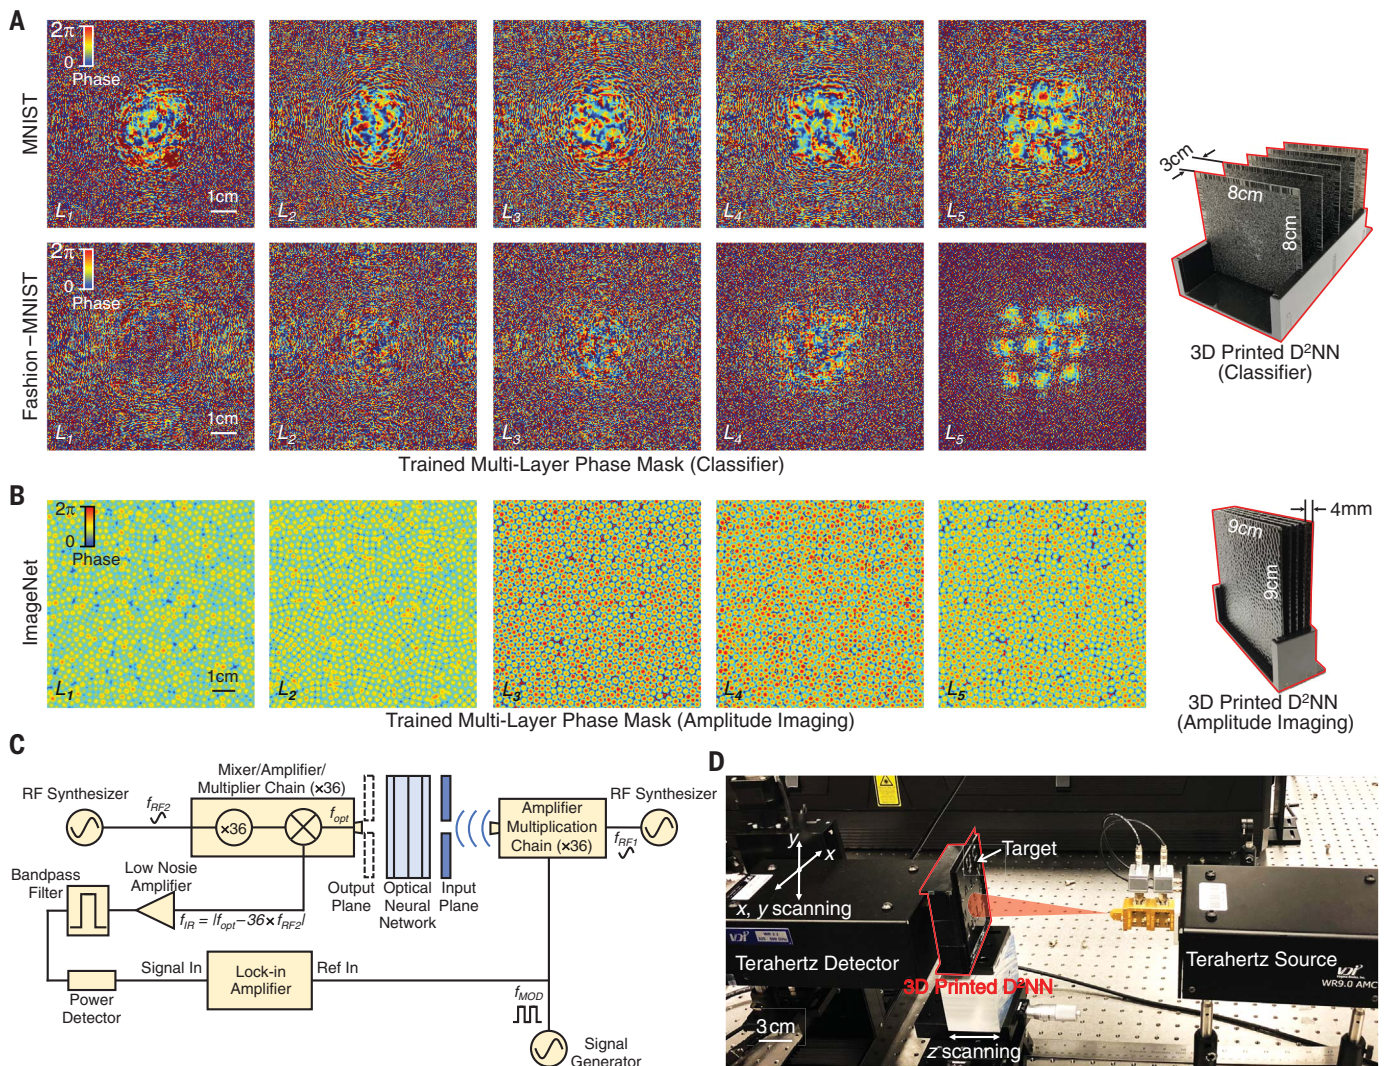 A
2π
0
Phase
MNIST
L1
1cm
L2
L3
L4
L5
3cm
8cm
8cm
2π
0
Phase
Fashion–MNIST
L1
1cm
L2
L3
L4
L5
3D Printed D²NN
(Classifier)
Trained Multi-Layer Phase Mask (Classifier)
B
2π
0
Phase
ImageNet
L1
1cm
L2
L3
L4
L5
4mm
9cm
9cm
3D Printed D²NN
(Amplitude Imaging)
Trained Multi-Layer Phase Mask (Amplitude Imaging)
C
Mixer/Amplifier/
Multiplier Chain (×36)
RF Synthesizer
fRF2
×36
fopt
Amplifier
Multiplication
Chain (×36)
RF Synthesizer
fRF1
Output
Plane
Optical
Neural
Network
Input
Plane
Bandpass
Filter
Low Nosie
Amplifier
fIR = |fopt–36×fRF2|
Signal In
Lock-in
Amplifier
Ref In
Power
Detector
fMOD
Signal
Generator
D
y
x
x, y scanning
Target
Terahertz Detector
3D Printed D²NN
Terahertz Source
VDI
WR9.0 AMC
3cm
z scanning